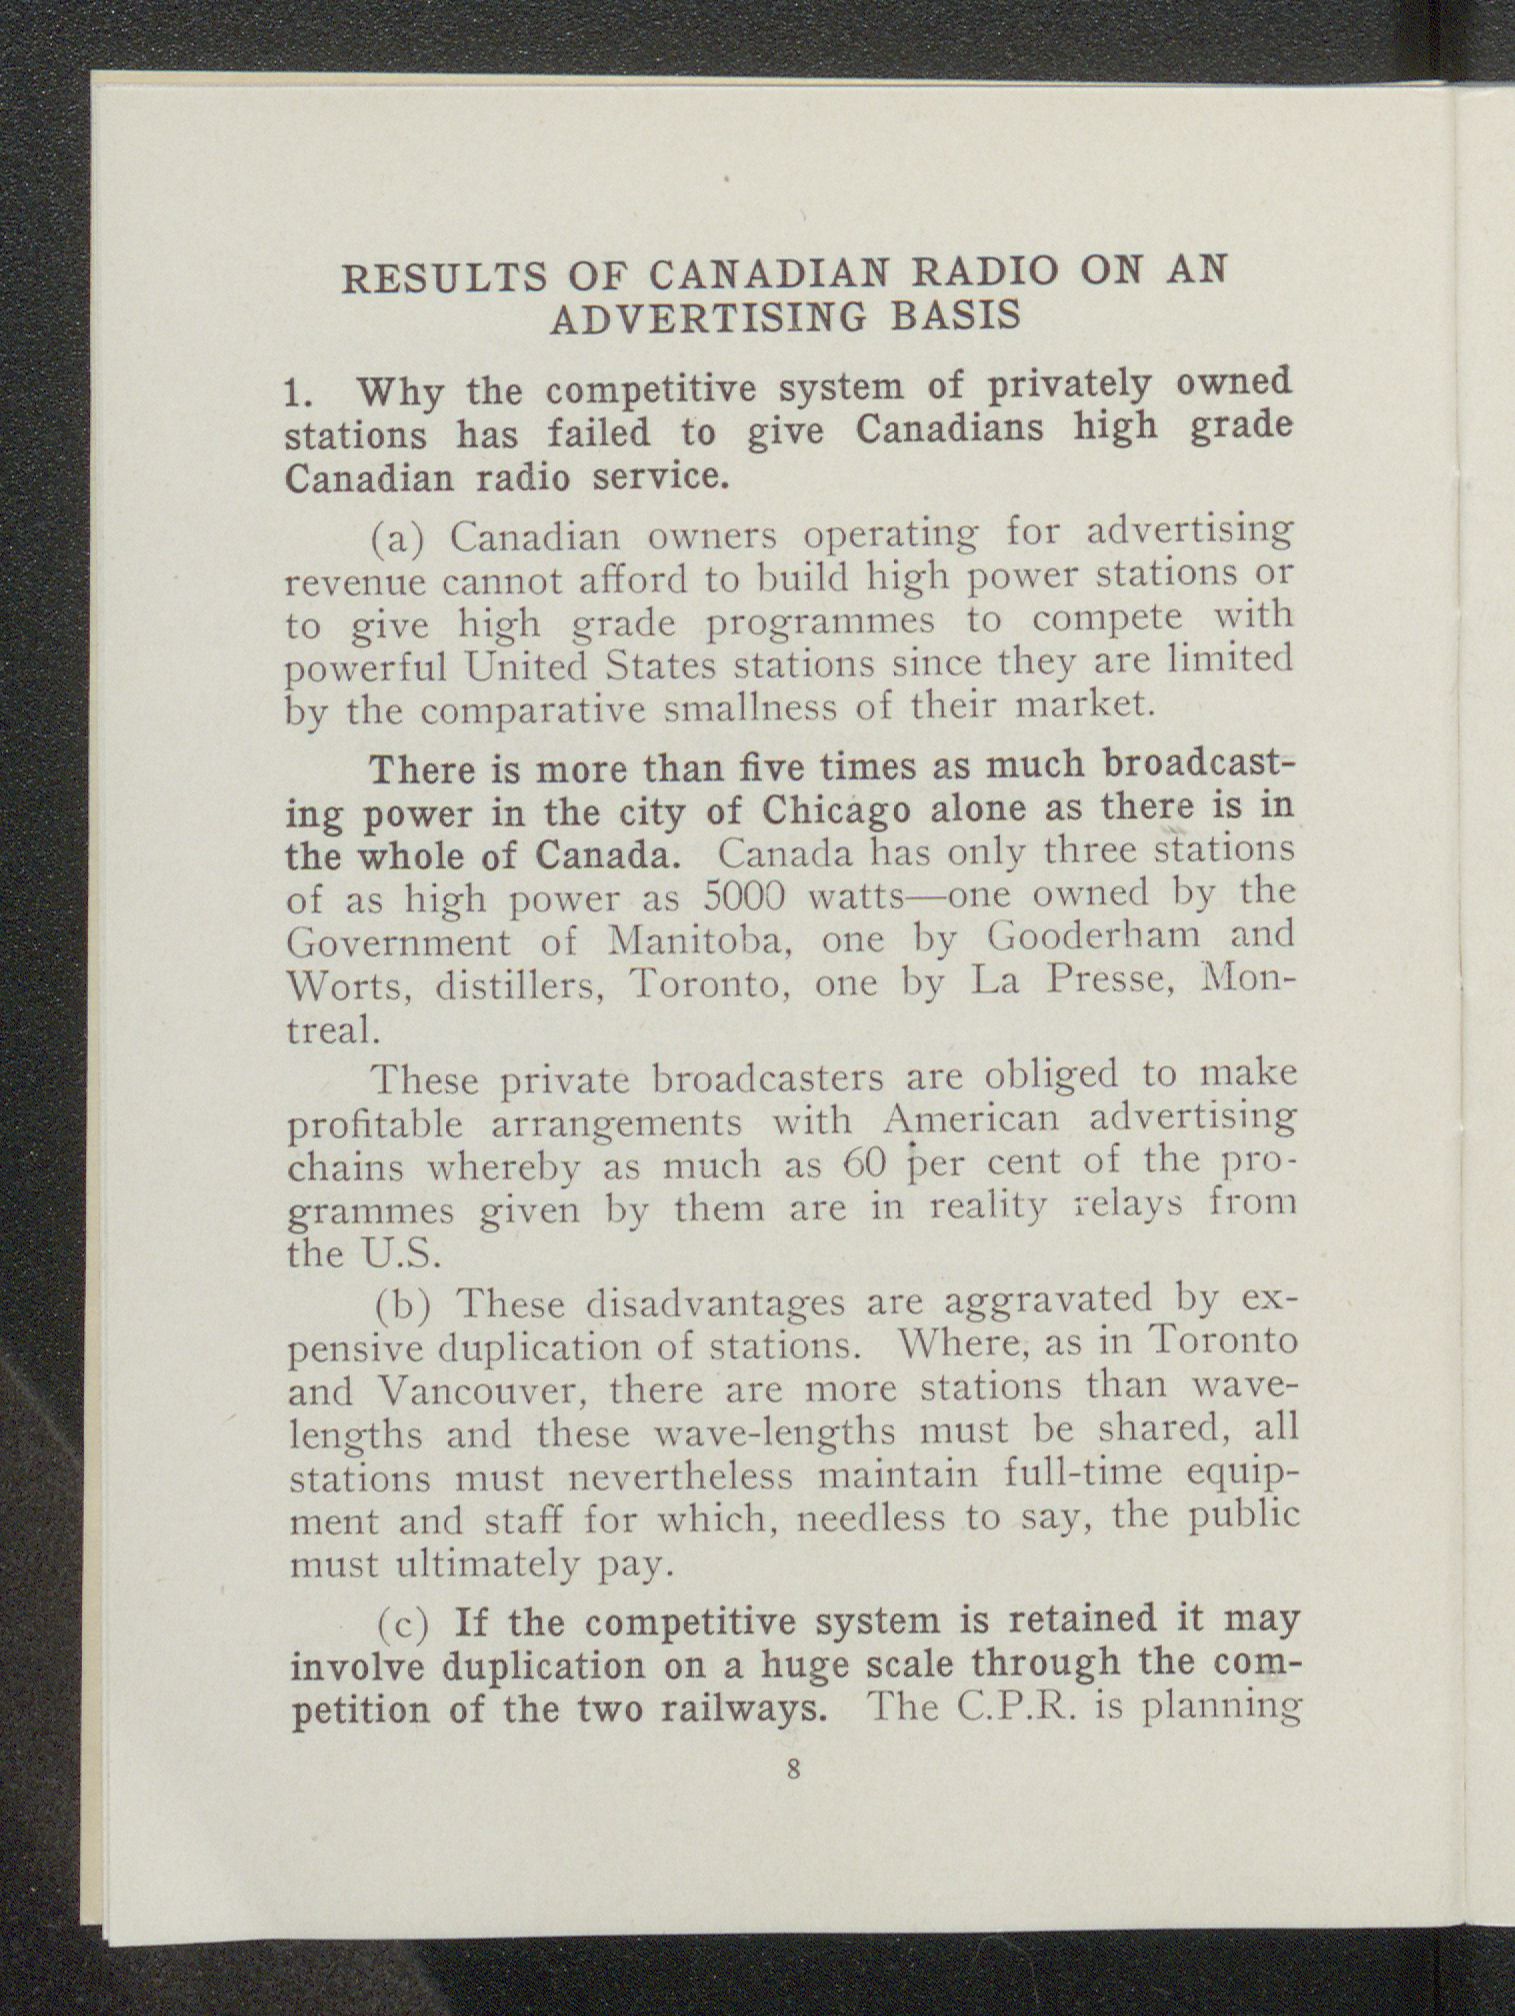 RESULTS OF CANADIAN RADIO ON AN
ADVERTISING BASIS
1. Why the competitive system of privately owned
stations has failed to give Canadians high grade
Canadian radio service.
(a) Canadian owners operating for advertising
revenue cannot afford to build high power stations or
to give high grade programmes to compete with
powerful United States stations since they are limited
by the comparative smallness of their market.
There is more than five times as much broadcast-
ing power in the city of Chicago alone as there is in
the whole of Canada. Canada has only three stations
of as high power as 5000 watts—one owned by the
Government of Manitoba, one by Gooderham and
Worts, distillers, Toronto, one by La Presse, Mon-
treal.
These private broadcasters are obliged to make
profitable arrangements with American advertising
chains whereby as much as 60 per cent of the pro-
grammes given by them are in reality relays from
the U.S.
(b) These disadvantages are aggravated by ex-
pensive duplication of stations. Where, as in Toronto
and Vancouver, there are more stations than wave-
lengths and these wave-lengths must be shared, all
stations must nevertheless maintain full-time equip-
ment and staff for which, needless to say, the public
must ultimately pay.
(c) If the competitive system is retained it may
involve duplication on a huge scale through the com-
petition of the two railways. The C.P.R. is planning
8